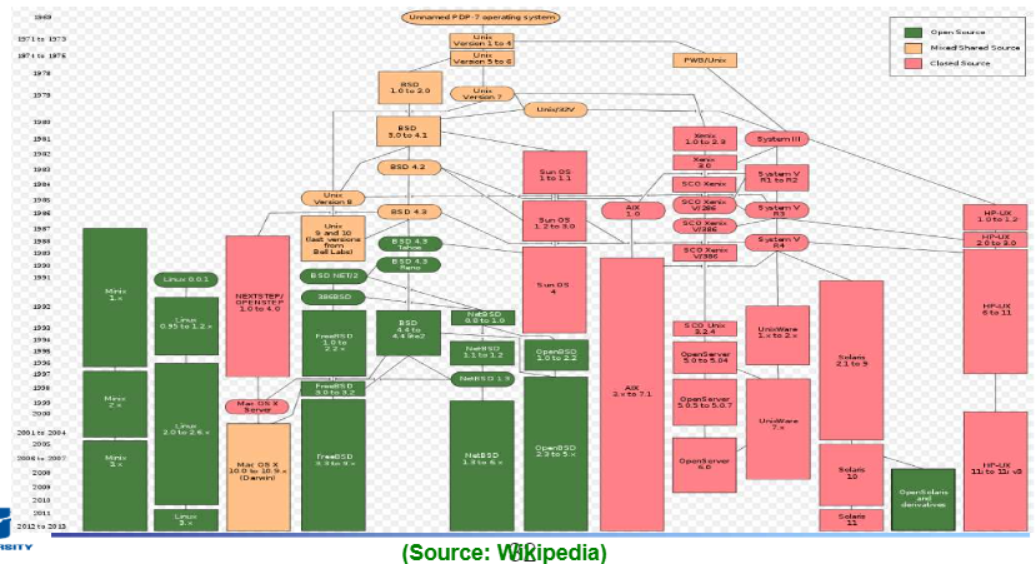 1969
Unnamed PDP-7 operating system
Open Source
Mixed/Shared Source
Closed Source
1971 to 1973
Unix
Version 1 to 4
1974 to 1975
Unix
Version 5 to 6
PWB/Unix
1978
BSD
1.0 to 2.0
1979
Unix
Version 7
Unix/32V
1980
BSD
3.0 to 4.1
1981
Xenix
1.0 to 2.3
System III
1982
Xenix
3.0
1983
BSD 4.2
Sun OS
1 to 1.1
System V
R1 to R2
1984
SCO Xenix
1985
Unix
Version 8
SCO Xenix
V/286
1986
BSD 4.3
Sun OS
1.2 to 3.0
AIX
1.0
System V
R3
HP-UX
1.0 to 1.2
1987
Unix
9 and 10
(last versions
from
Bell Labs)
SCO Xenix
V/386
1988
BSD 4.3
Tahoe
System V
R4
HP-UX
2.0 to 3.0
1989
SCO Xenix
V/386
1990
BSD 4.3
Reno
1991
Minix
1.x
Linux 0.0.1
BSD NET/2
NEXTSTEP/
OPENSTEP
1.0 to 4.0
Sun OS
4
386BSD
HP-UX
6 to 11
1992
NetBSD
0.8 to 1.0
1993
Linux
0.95 to 1.2.x
FreeBSD
1.0 to
2.2.x
BSD
4.4 to
4.4 lite2
SCO Unix
3.2.4
UnixWare
1.x to 2.x
1994
1995
NetBSD
1.1 to 1.2
OpenBSD
1.0 to 2.2
OpenServer
5.0 to 5.04
Solaris
2.1 to 9
1996
1997
NetBSD 1.3
1998
FreeBSD
3.0 to 3.2
1999
Minix
2.x
Mac OS X
Server
AIX
3.x to 7.1
OpenServer
5.0.5 to 5.0.7
2000
Linux
2.0 to 2.6.x
UnixWare
7.x
2001 to 2004
2005
2006 to 2007
Minix
3.x
Mac OS X
10.0 to 10.9.x
(Darwin)
FreeBSD
3.3 to 9.x
NetBSD
1.3 to 6.x
OpenBSD
2.3 to 5.x
OpenServer
6.0
HP-UX
11i to 11i v3
2008
Solaris
10
2009
OpenSolaris
and
derivatives
2010
2011
Linux
3.x
Solaris
11
2012 to 2013
(Source: Wikipedia)
32